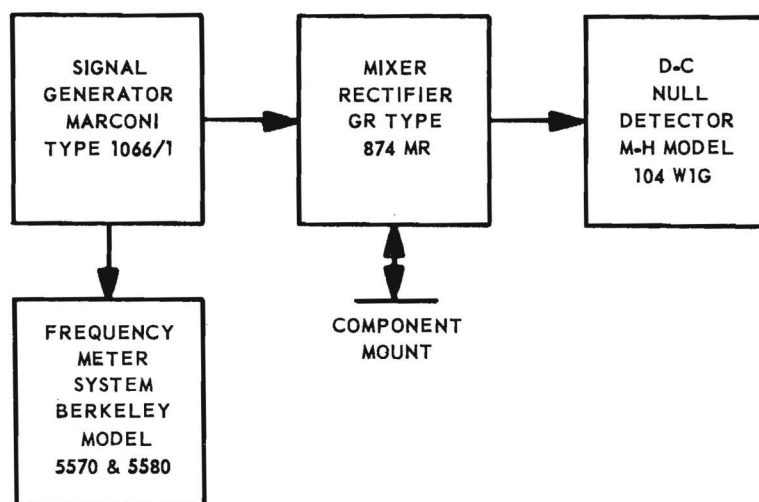 SIGNAL
GENERATOR
MARCONI
TYPE 1066/1
MIXER
RECTIFIER
GR TYPE
874 MR
D-C
NULL
DETECTOR
M-H MODEL
104 W1G
COMPONENT
MOUNT
FREQUENCY
METER
SYSTEM
BERKELEY
MODEL
5570 & 5580